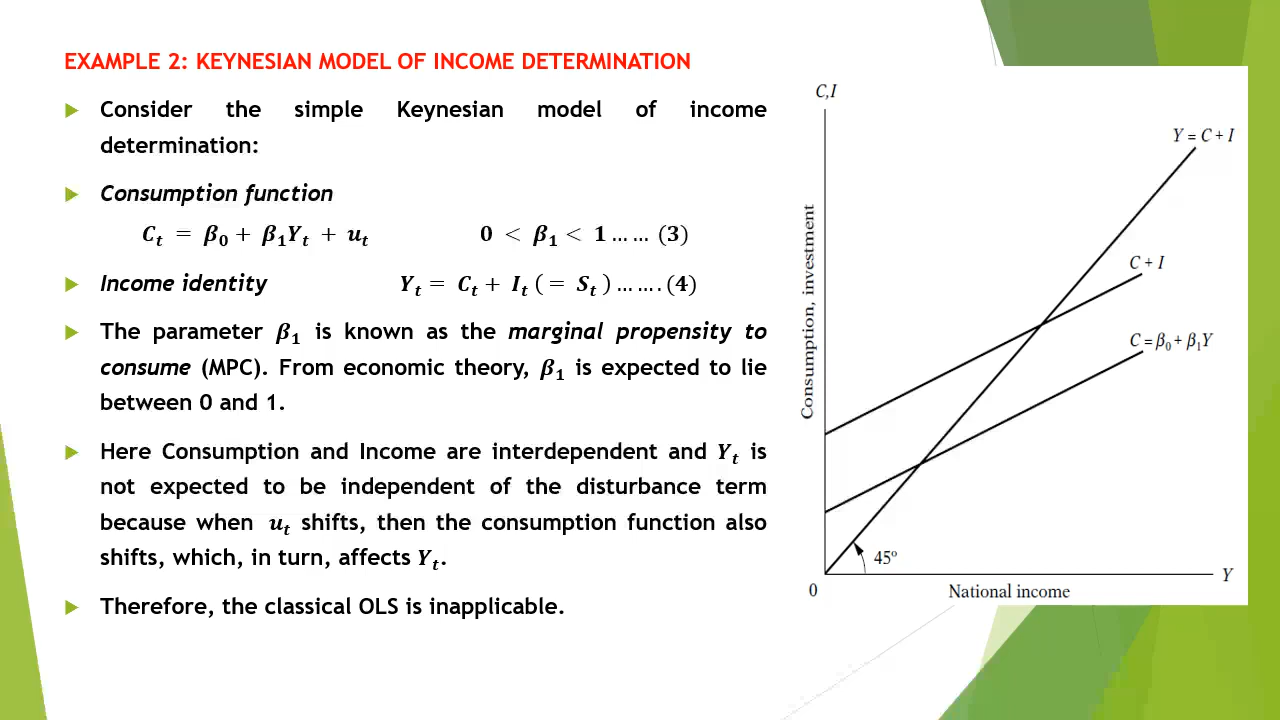 EXAMPLE 2: KEYNESIAN MODEL OF INCOME DETERMINATION
Consider the simple Keynesian model of income
determination:
Consumption function
Cₜ = β₀ + β₁Yₜ + uₜ 0 < β₁ < 1 …… (3)
Income identity Yₜ = Cₜ + Iₜ ( = Sₜ ) ……. (4)
The parameter β₁ is known as the marginal propensity to
consume (MPC). From economic theory, β₁ is expected to lie
between 0 and 1.
Here Consumption and Income are interdependent and Yₜ is
not expected to be independent of the disturbance term
because when uₜ shifts, then the consumption function also
shifts, which, in turn, affects Yₜ.
Therefore, the classical OLS is inapplicable.
C,I
Y = C + I
C + I
C = β₀ + β₁Y
Consumption, investment
45º
0
National income
Y